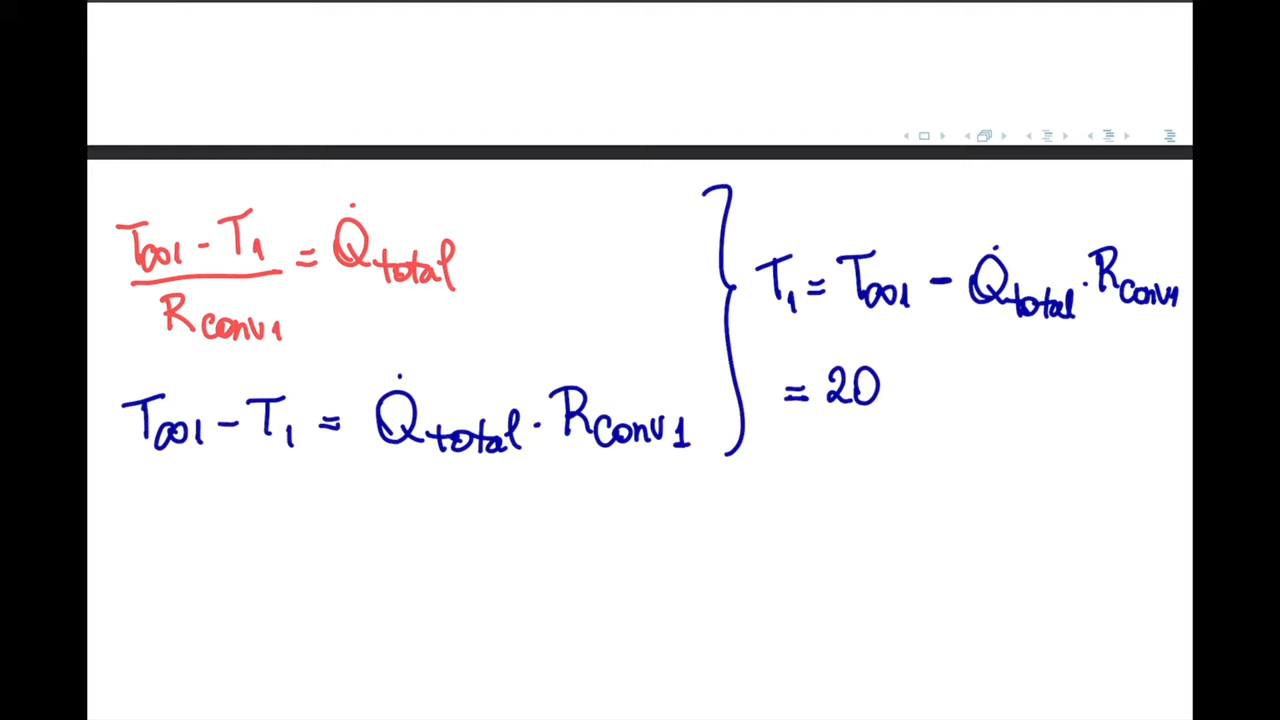 T∞1 - T1 / Rconv1 = Q̇total
T∞1 - T1 = Q̇total · Rconv1
T1 = T∞1 - Q̇total · Rconv1
= 20